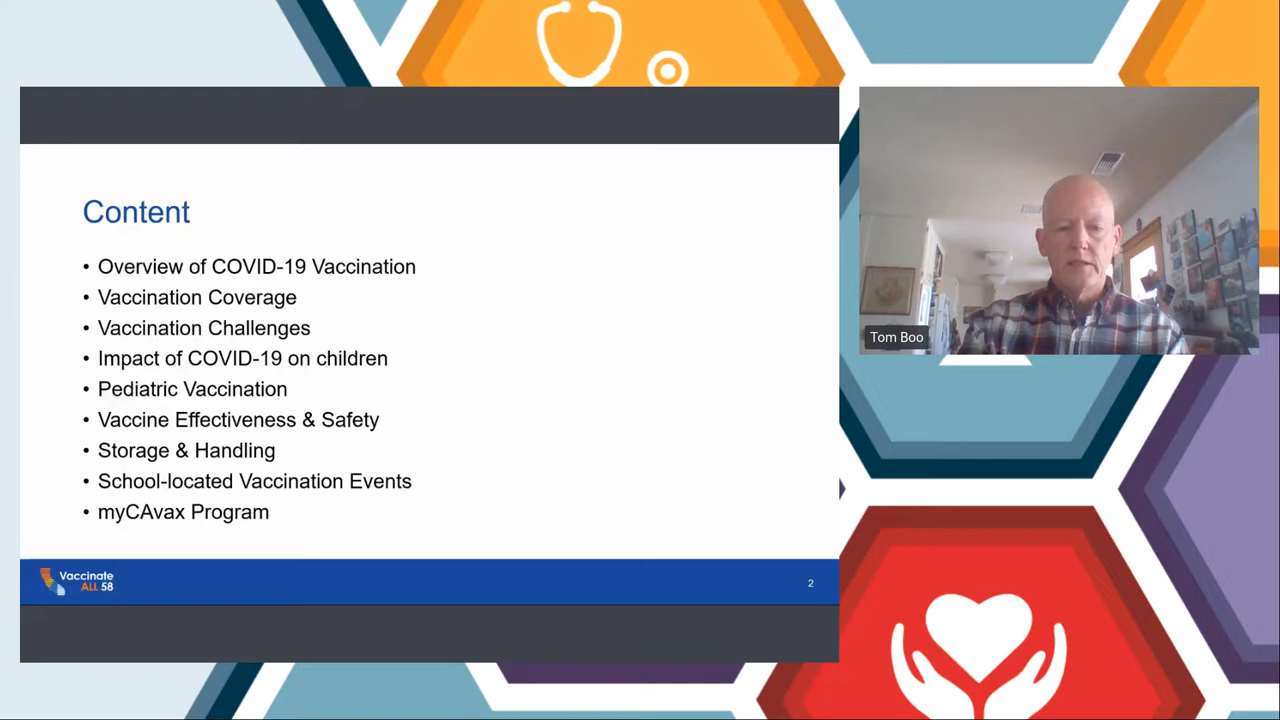 Content
• Overview of COVID-19 Vaccination
• Vaccination Coverage
• Vaccination Challenges
• Impact of COVID-19 on children
• Pediatric Vaccination
• Vaccine Effectiveness & Safety
• Storage & Handling
• School-located Vaccination Events
• myCAvax Program
Vaccinate
ALL 58
2
Tom Boo